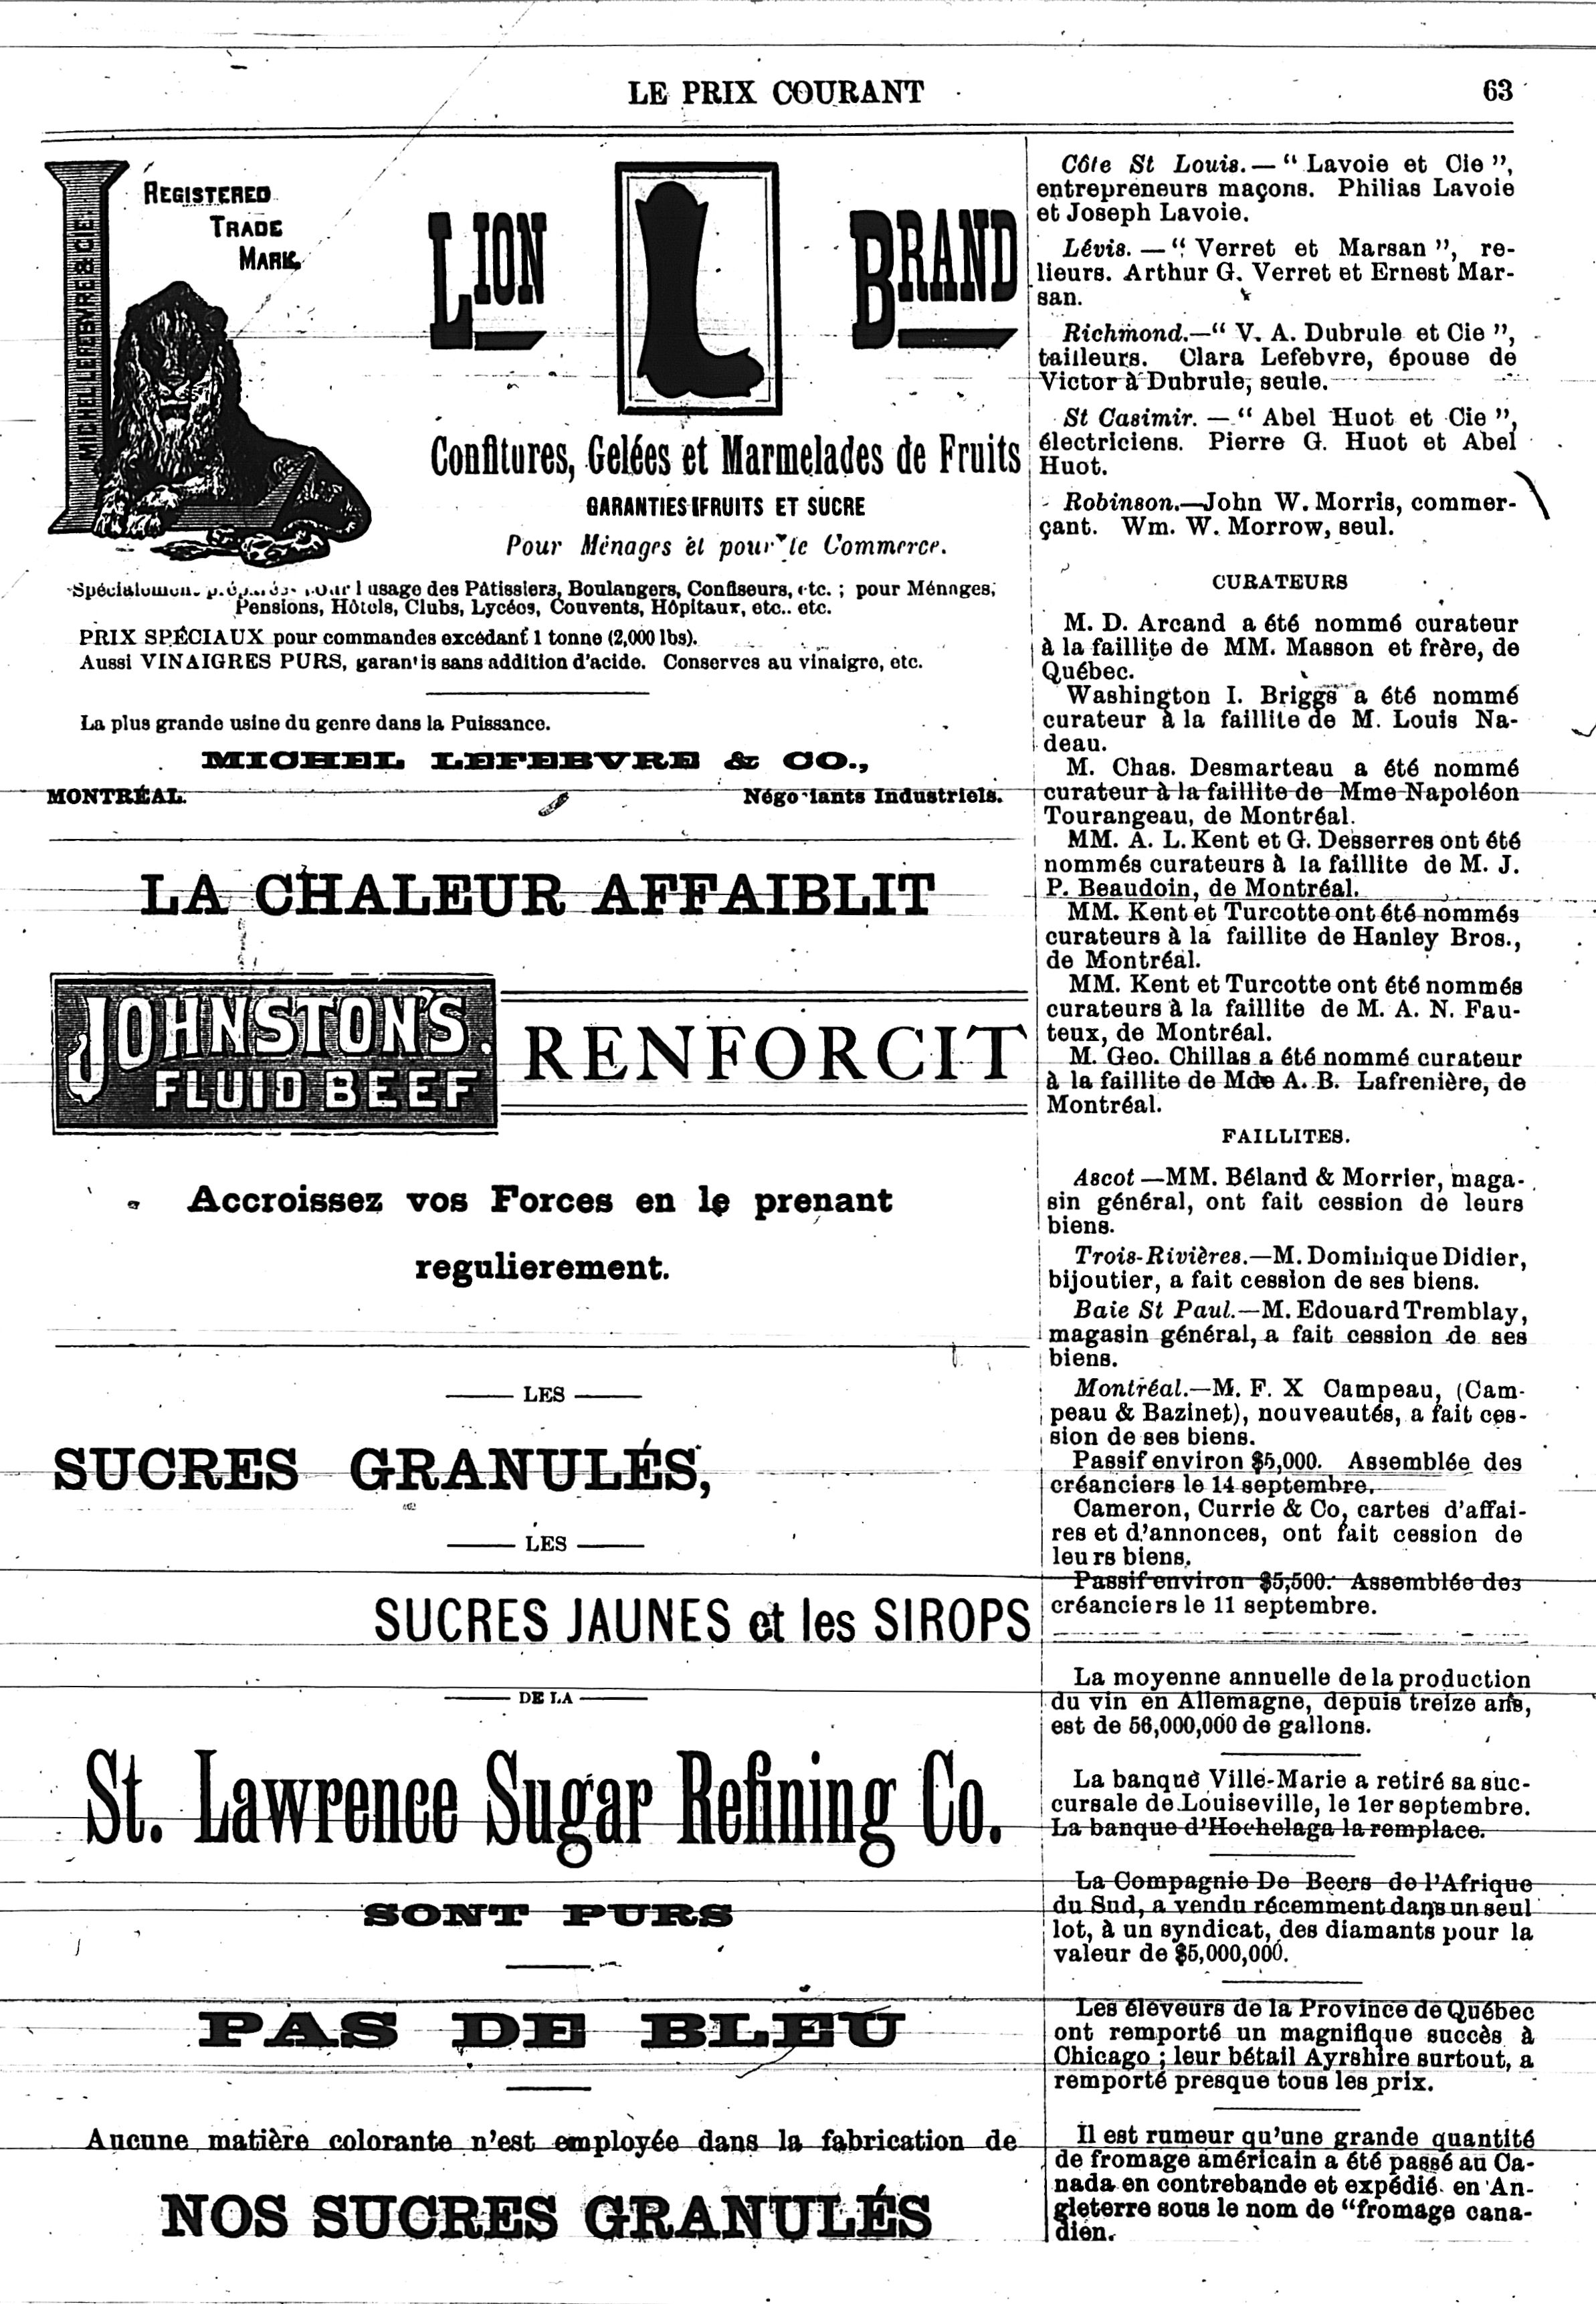 LE PRIX COURANT
63
REGISTERED
TRADE
MARK.
MICHEL LEFEBVRE & CIE.
LION
L
BRAND
Confitures, Gelées et Marmelades de Fruits
GARANTIES FRUITS ET SUCRE
Pour Ménages et pour le Commerce.
l usage des Pâtissiers, Boulangers, Confiseurs, etc. ; pour Ménages,
Pensions, Hôtels, Clubs, Lycées, Couvents, Hôpitaux, etc.. etc.
PRIX SPÉCIAUX pour commandes excédant 1 tonne (2,000 lbs).
Aussi VINAIGRES PURS, garantis sans addition d'acide. Conserves au vinaigre, etc.
La plus grande usine du genre dans la Puissance.
MICHEL LEFEBVRE & CO.,
MONTRÉAL.
Négociants Industriels.
LA CHALEUR AFFAIBLIT
JOHNSTON'S
FLUID BEEF
RENFORCIT
Accroissez vos Forces en le prenant
regulierement.
LES
SUCRES GRANULÉS,
LES
SUCRES JAUNES et les SIROPS
DE LA
St. Lawrence Sugar Refining Co.
SONT PURS
PAS DE BLEU
Aucune matière colorante n'est employée dans la fabrication de
NOS SUCRES GRANULÉS
Côte St Louis.— “ Lavoie et Cie ”,
entrepreneurs maçons. Philias Lavoie
et Joseph Lavoie.
Lévis. — “ Verret et Marsan ”, re-
lieurs. Arthur G. Verret et Ernest Mar-
san.
Richmond.—“ V. A. Dubrule et Cie ”,
tailleurs. Clara Lefebvre, épouse de
Victor à Dubrule, seule.
St Casimir. — “ Abel Huot et Cie ”,
électriciens. Pierre G. Huot et Abel
Huot.
Robinson.—John W. Morris, commer-
çant. Wm. W. Morrow, seul.
CURATEURS
M. D. Arcand a été nommé curateur
à la faillite de MM. Masson et frère, de
Québec.
Washington I. Briggs a été nommé
curateur à la faillite de M. Louis Na-
deau.
M. Chas. Desmarteau a été nommé
curateur à la faillite de Mme Napoléon
Tourangeau, de Montréal.
MM. A. L. Kent et G. Desserres ont été
nommés curateurs à la faillite de M. J.
P. Beaudoin, de Montréal.
MM. Kent et Turcotte ont été nommés
curateurs à la faillite de Hanley Bros.,
de Montréal.
MM. Kent et Turcotte ont été nommés
curateurs à la faillite de M. A. N. Fau-
teux, de Montréal.
M. Geo. Chillas a été nommé curateur
à la faillite de Mde A. B. Lafrenière, de
Montréal.
FAILLITES.
Ascot —MM. Béland & Morrier, maga-
sin général, ont fait cession de leurs
biens.
Trois-Rivières.—M. Dominique Didier,
bijoutier, a fait cession de ses biens.
Baie St Paul.—M. Edouard Tremblay,
magasin général, a fait cession de ses
biens.
Montréal.—M. F. X Campeau, (Cam-
peau & Bazinet), nouveautés, a fait ces-
sion de ses biens.
Passif environ $5,000. Assemblée des
créanciers le 14 septembre.
Cameron, Currie & Co, cartes d'affai-
res et d'annonces, ont fait cession de
leurs biens.
Passif environ $5,500. Assemblée des
créanciers le 11 septembre.
La moyenne annuelle de la production
du vin en Allemagne, depuis treize ans,
est de 56,000,000 de gallons.
La banque Ville-Marie a retiré sa suc-
cursale de Louiseville, le 1er septembre.
La banque d'Hochelaga la remplace.
La Compagnie De Beers de l'Afrique
du Sud, a vendu récemment dans un seul
lot, à un syndicat, des diamants pour la
valeur de $5,000,000.
Les éleveurs de la Province de Québec
ont remporté un magnifique succès à
Chicago ; leur bétail Ayrshire surtout, a
remporté presque tous les prix.
Il est rumeur qu'une grande quantité
de fromage américain a été passé au Ca-
nada en contrebande et expédié en An-
gleterre sous le nom de “fromage cana-
dien.